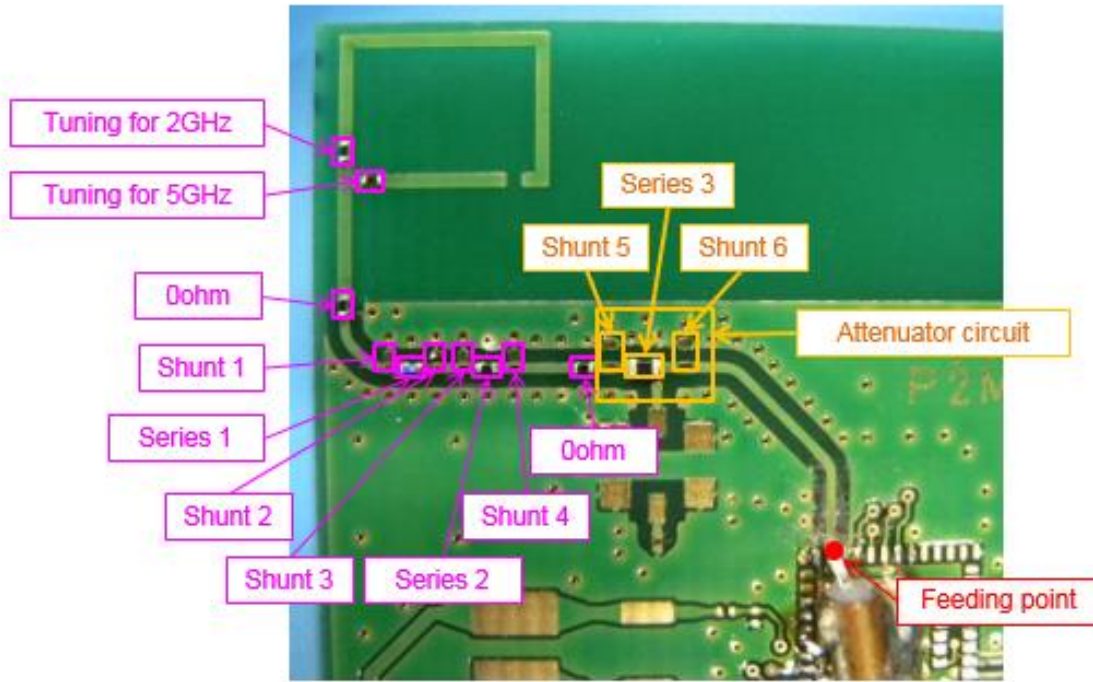 Tuning for 2GHz
Tuning for 5GHz
Series 3
Shunt 5
Shunt 6
0ohm
Attenuator circuit
Shunt 1
P2M
Series 1
0ohm
Shunt 2
Shunt 4
Shunt 3
Series 2
Feeding point